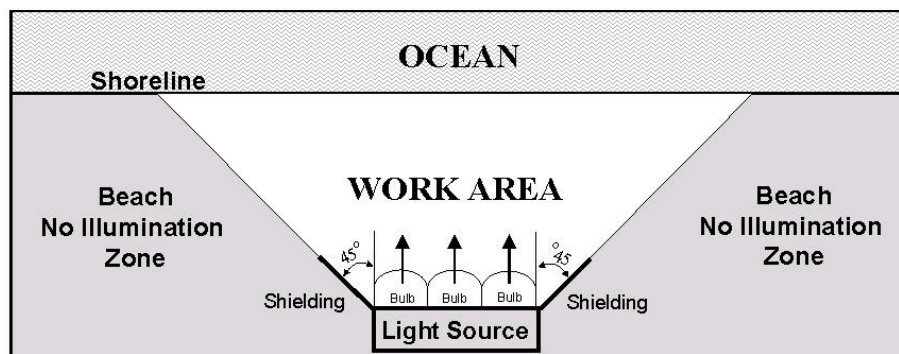 OCEAN
Shoreline
Beach
No Illumination
Zone
WORK AREA
Beach
No Illumination
Zone
45°
°45
Shielding
Bulb
Bulb
Bulb
Shielding
Light Source